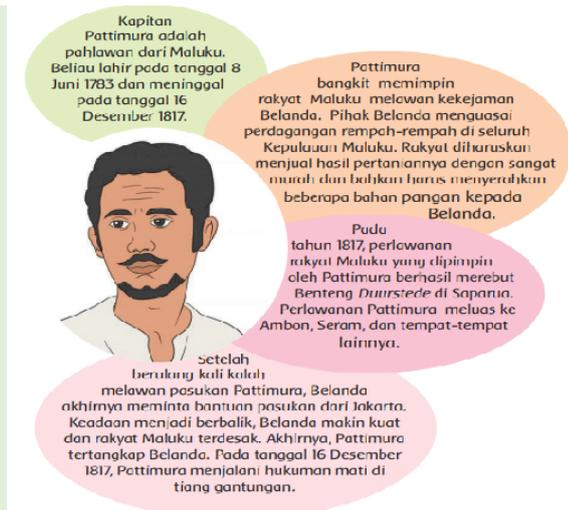 Kapitan
Pattimura adalah
pahlawan dari Maluku.
Beliau lahir pada tanggal 8
Juni 1783 dan meninggal
pada tanggal 16
Desember 1817.
Pattimura
bangkit memimpin
rakyat Maluku melawan kekejaman
Belanda. Pihak Belanda menguasai
perdagangan rempah-rempah di seluruh
Kepulauan Maluku. Rakyat diharuskan
menjual hasil pertaniannya dengan sangat
murah dan bahkan harus menyerahkan
beberapa bahan pangan kepada
Belanda.
Pada
tahun 1817, perlawanan
rakyat Maluku yang dipimpin
oleh Pattimura berhasil merebut
Benteng Duurstede di Saparua.
Perlawanan Pattimura meluas ke
Ambon, Seram, dan tempat-tempat
lainnya.
Setelah
berulang kali kalah
melawan pasukan Pattimura, Belanda
akhirnya meminta bantuan pasukan dari Jakarta.
Keadaan menjadi berbalik, Belanda makin kuat
dan rakyat Maluku terdesak. Akhirnya, Pattimura
tertangkap Belanda. Pada tanggal 16 Desember
1817, Pattimura menjalani hukuman mati di
tiang gantungan.